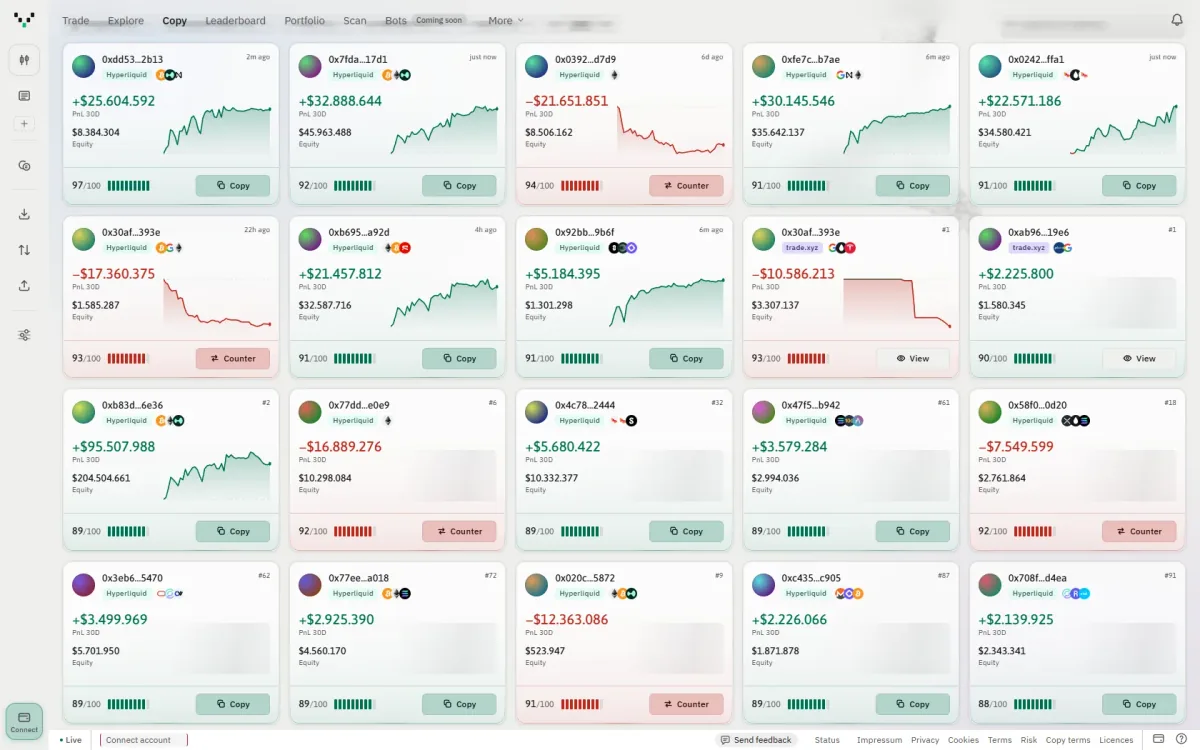 Trade Explore Copy Leaderboard Portfolio Scan Bots Coming soon More
0xdd53...2b13 2m ago
Hyperliquid
+$25.604.592
PnL 30D
$8.384.304
Equity
97/100 Copy
0x7fda...17d1 just now
Hyperliquid
+$32.888.644
PnL 30D
$45.963.488
Equity
92/100 Copy
0x0392...d7d9 6d ago
Hyperliquid
−$21.651.851
PnL 30D
$8.506.162
Equity
94/100 Counter
0xfe7c...b7ae 6m ago
Hyperliquid
+$30.145.546
PnL 30D
$35.642.137
Equity
91/100 Copy
0x0242...ffa1 just now
Hyperliquid
+$22.571.186
PnL 30D
$34.580.421
Equity
91/100 Copy
0x30af...393e 22h ago
Hyperliquid
−$17.360.375
PnL 30D
$1.585.287
Equity
93/100 Counter
0xb695...a92d 4h ago
Hyperliquid
+$21.457.812
PnL 30D
$32.587.716
Equity
91/100 Copy
0x92bb...9b6f 6m ago
Hyperliquid
+$5.184.395
PnL 30D
$1.301.298
Equity
91/100 Copy
0x30af...393e #1
trade.xyz
−$10.586.213
PnL 30D
$3.307.137
Equity
93/100 View
0xab96...19e6 #1
trade.xyz
+$2.225.800
PnL 30D
$1.580.345
Equity
90/100 View
0xb83d...6e36 #2
Hyperliquid
+$95.507.988
PnL 30D
$204.504.661
Equity
89/100 Copy
0x77dd...e0e9 #6
Hyperliquid
−$16.889.276
PnL 30D
$10.298.084
Equity
92/100 Counter
0x4c78...2444 #32
Hyperliquid
+$5.680.422
PnL 30D
$10.332.377
Equity
89/100 Copy
0x47f5...b942 #61
Hyperliquid
+$3.579.284
PnL 30D
$2.994.036
Equity
89/100 Copy
0x58f0...0d20 #18
Hyperliquid
−$7.549.599
PnL 30D
$2.761.864
Equity
92/100 Counter
0x3eb6...5470 #62
Hyperliquid
+$3.499.969
PnL 30D
$5.701.950
Equity
89/100 Copy
0x77ee...a018 #72
Hyperliquid
+$2.925.390
PnL 30D
$4.560.170
Equity
89/100 Copy
0x020c...5872 #9
Hyperliquid
−$12.363.086
PnL 30D
$523.947
Equity
91/100 Counter
0xc435...c905 #87
Hyperliquid
+$2.226.066
PnL 30D
$1.871.878
Equity
89/100 Copy
0x708f...d4ea #91
Hyperliquid
+$2.139.925
PnL 30D
$2.343.341
Equity
88/100 Copy
Connect
Live Connect account Send feedback Status Impressum Privacy Cookies Terms Risk Copy terms Licences